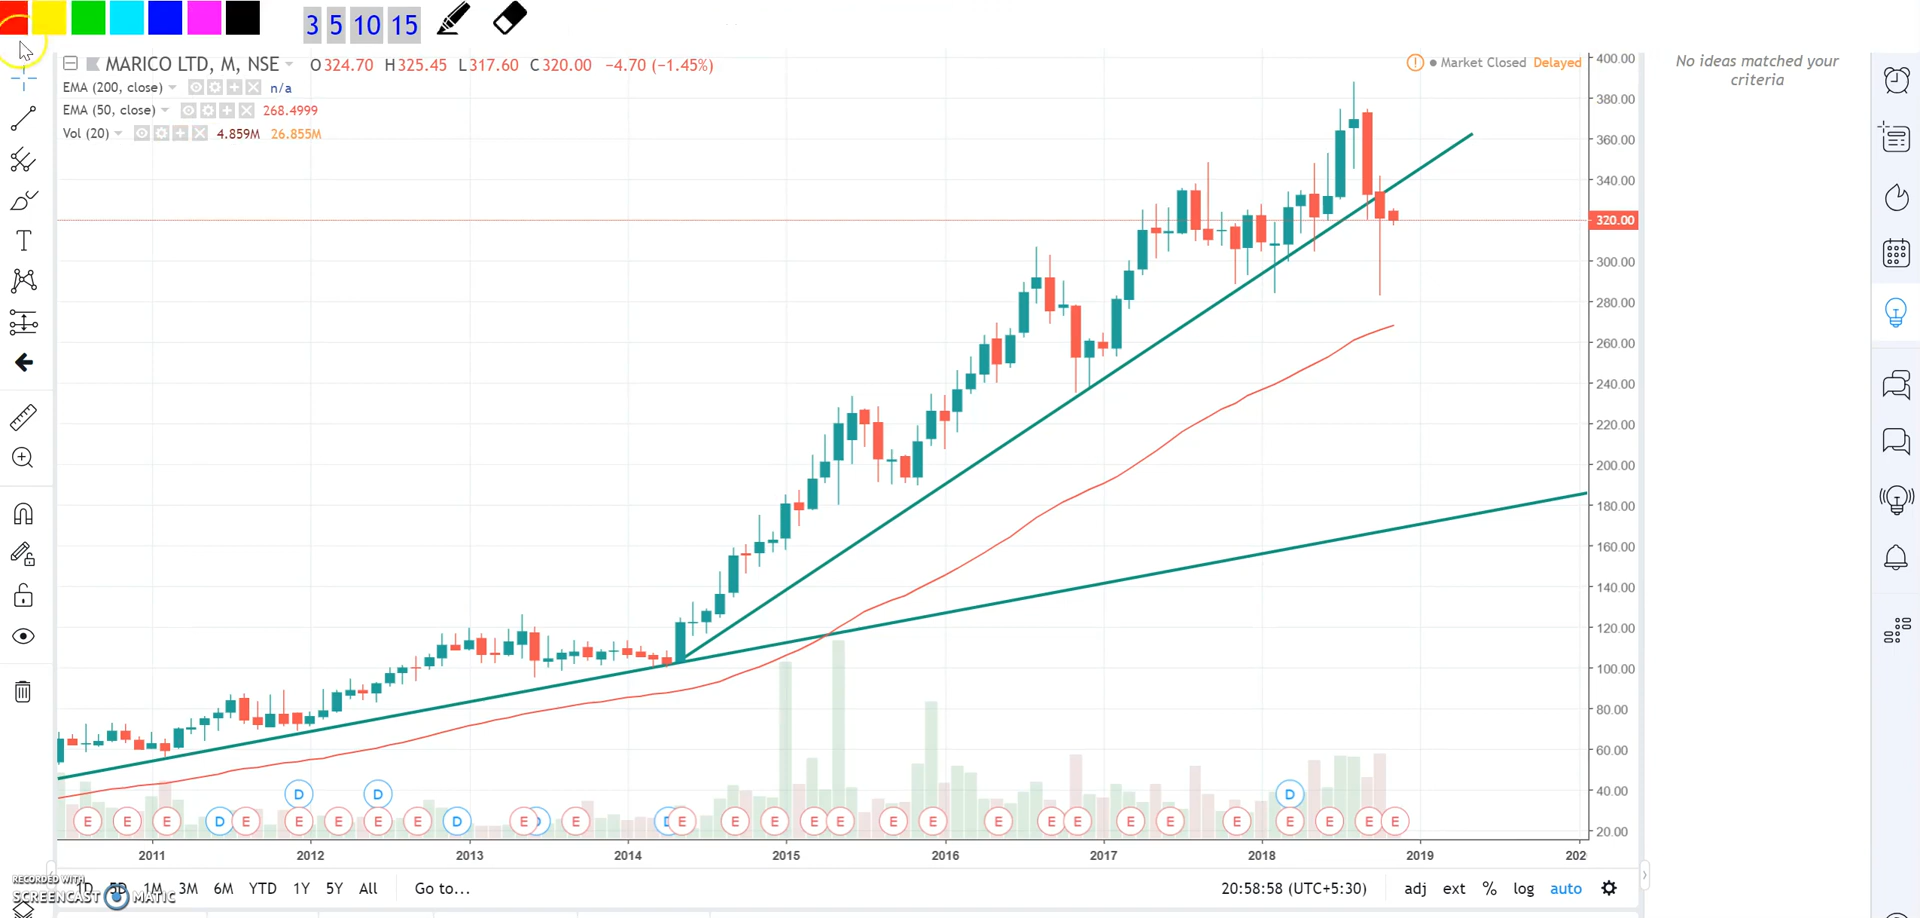 3 5 10 15
MARICO LTD, M, NSE O324.70 H325.45 L317.60 C320.00 −4.70 (−1.45%)
! Market Closed Delayed
EMA (200, close) n/a
EMA (50, close) 268.4999
Vol (20) 4.859M 26.855M
No ideas matched your
criteria
400.00
380.00
360.00
340.00
320.00
300.00
280.00
260.00
240.00
220.00
200.00
180.00
160.00
140.00
120.00
100.00
80.00
60.00
40.00
20.00
T
D D D
E E E D E E E E E D E D E D E E E E E E E E E E E E E E E E E E
2011 2012 2013 2014 2015 2016 2017 2018 2019 202
1D 5D 1M 3M 6M YTD 1Y 5Y All Go to... 20:58:58 (UTC+5:30) adj ext % log auto
RECORDED WITH
SCREENCAST MATIC